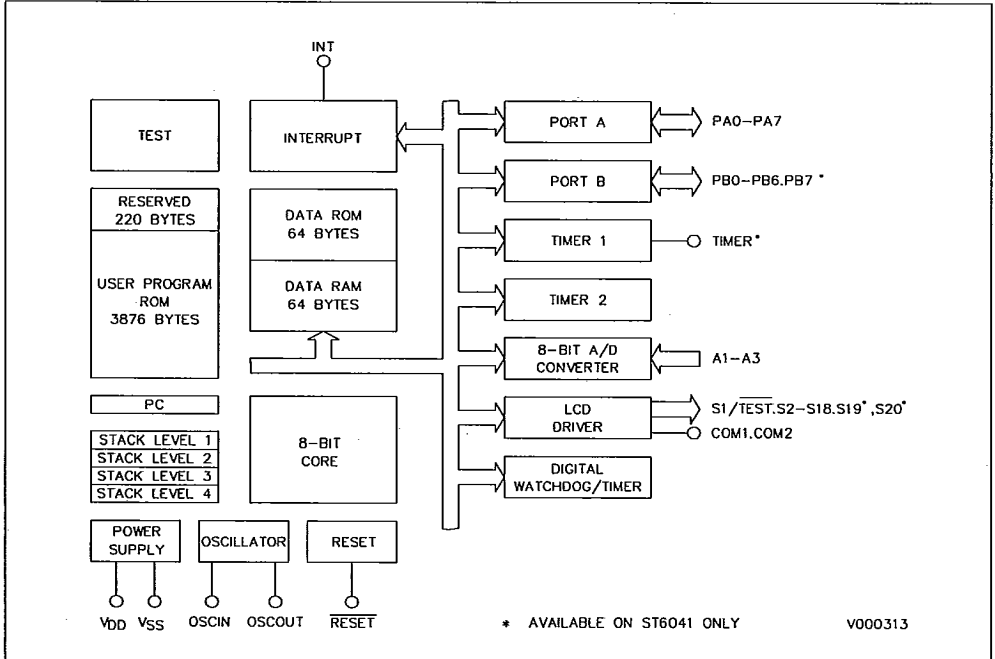 INT
TEST
INTERRUPT
PORT A
PA0-PA7
PORT B
PB0-PB6.PB7 *
RESERVED
220 BYTES
DATA ROM
64 BYTES
TIMER 1
TIMER*
USER PROGRAM
ROM
3876 BYTES
DATA RAM
64 BYTES
TIMER 2
8-BIT A/D
CONVERTER
A1-A3
PC
LCD
DRIVER
S1/TEST.S2-S18.S19*,S20*
COM1.COM2
STACK LEVEL 1
STACK LEVEL 2
STACK LEVEL 3
STACK LEVEL 4
8-BIT
CORE
DIGITAL
WATCHDOG/TIMER
POWER
SUPPLY
OSCILLATOR
RESET
VDD
VSS
OSCIN
OSCOUT
RESET
* AVAILABLE ON ST6041 ONLY
V000313